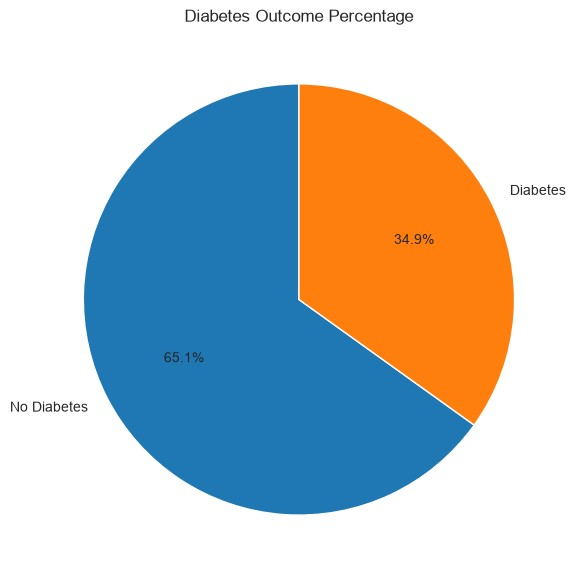 Diabetes Outcome Percentage
Diabetes
34.9%
65.1%
No Diabetes